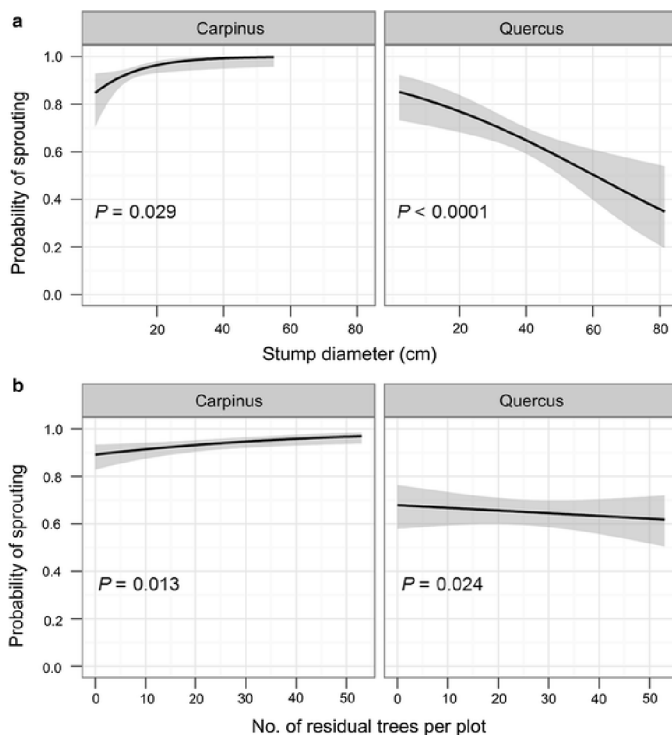 a
Carpinus
Quercus
Probability of sprouting
1.0
0.8
0.6
0.4
0.2
0.0
P = 0.029
P < 0.0001
20 40 60 80
20 40 60 80
Stump diameter (cm)
b
Carpinus
Quercus
Probability of sprouting
1.0
0.8
0.6
0.4
0.2
0.0
P = 0.013
P = 0.024
0 10 20 30 40 50
0 10 20 30 40 50
No. of residual trees per plot